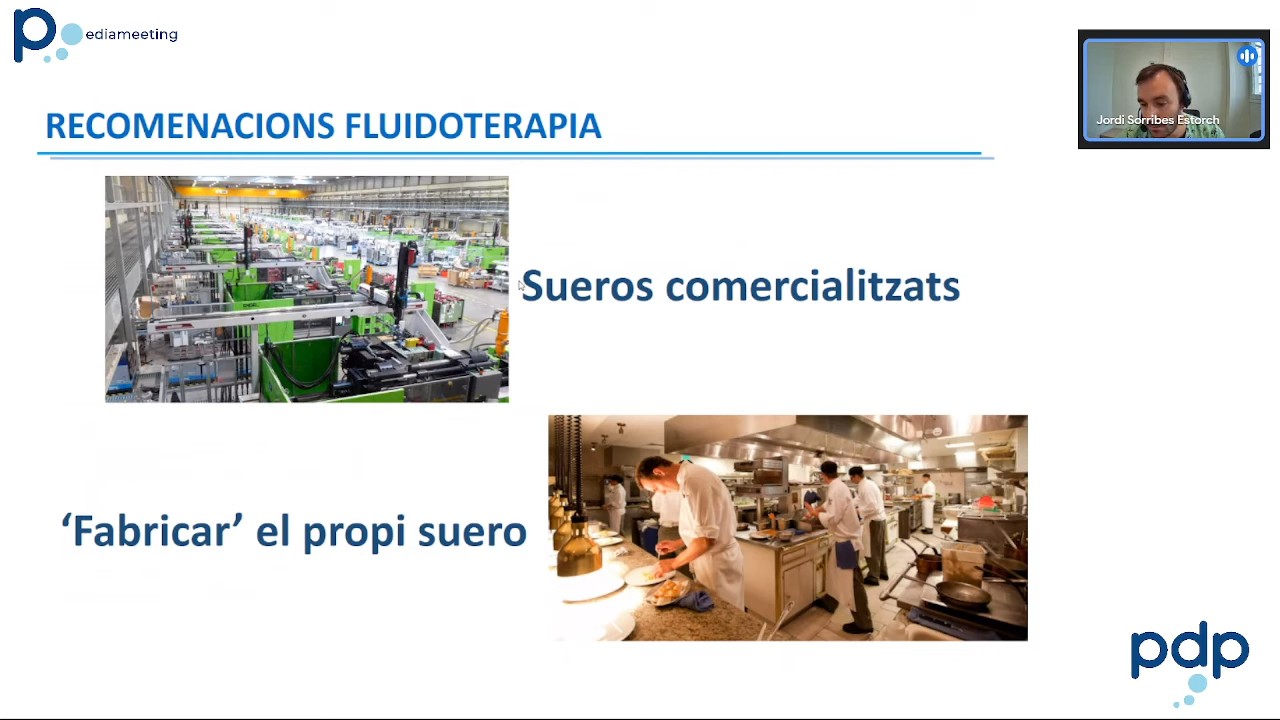 p ediameeting
RECOMENACIONS FLUIDOTERAPIA
Jordi Sorribes Estorch
Sueros comercialitzats
‘Fabricar’ el propi suero
pdp